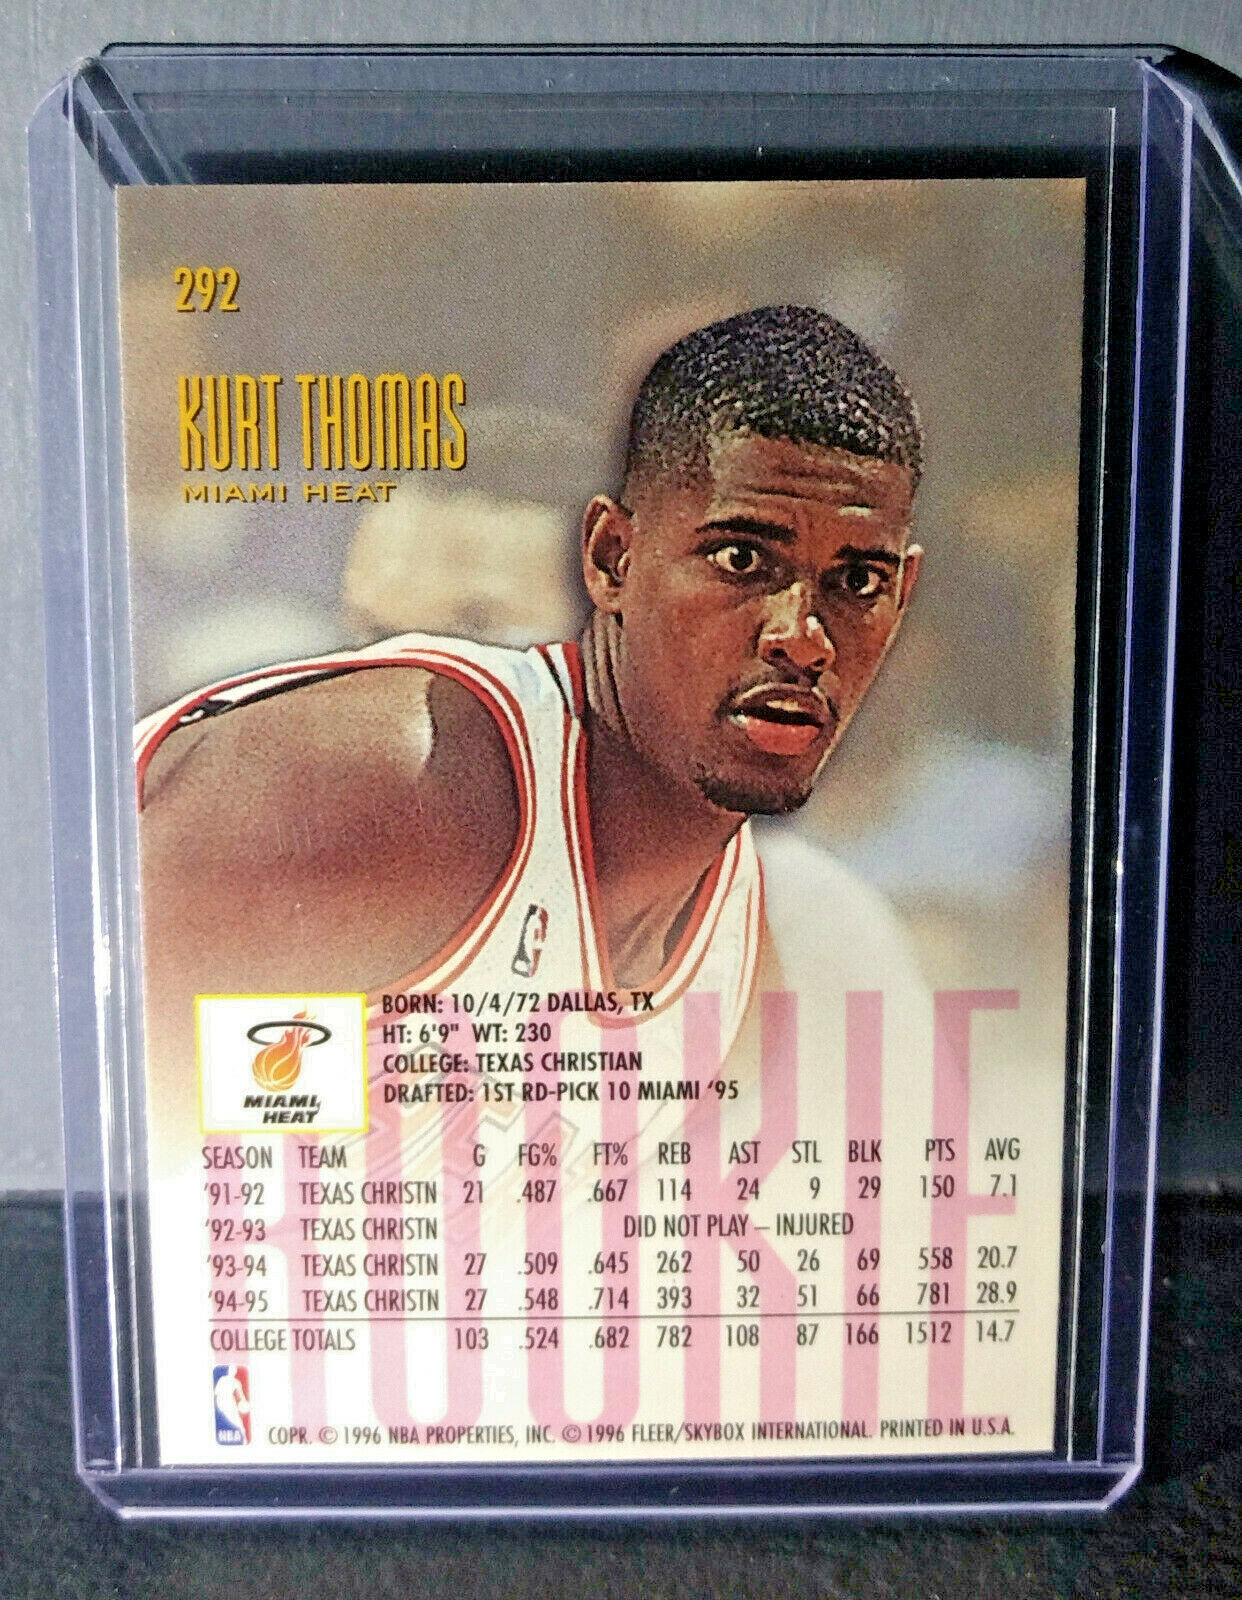 292
KURT THOMAS
MIAMI HEAT
BORN: 10/4/72 DALLAS, TX
HT: 6'9" WT: 230
COLLEGE: TEXAS CHRISTIAN
DRAFTED: 1ST RD-PICK 10 MIAMI '95
MIAMI
HEAT
ROOKIE
SEASON TEAM G FG% FT% REB AST STL BLK PTS AVG
'91-92 TEXAS CHRISTN 21 .487 .667 114 24 9 29 150 7.1
'92-93 TEXAS CHRISTN DID NOT PLAY – INJURED
'93-94 TEXAS CHRISTN 27 .509 .645 262 50 26 69 558 20.7
'94-95 TEXAS CHRISTN 27 .548 .714 393 32 51 66 781 28.9
COLLEGE TOTALS 103 .524 .682 782 108 87 166 1512 14.7
NBA
COPR. © 1996 NBA PROPERTIES, INC. © 1996 FLEER/SKYBOX INTERNATIONAL. PRINTED IN U.S.A.